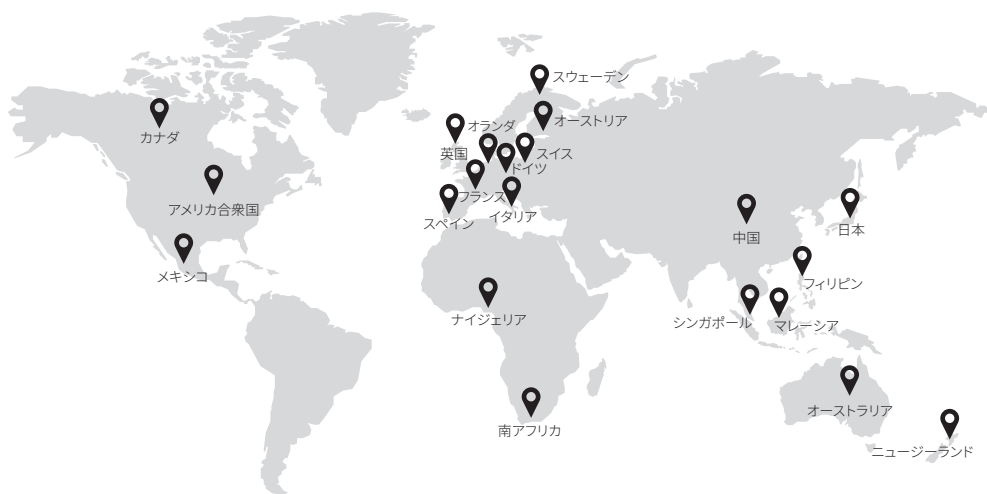 スウェーデン
オーストリア
オランダ
カナダ
英国
スイス
ドイツ
フランス
アメリカ合衆国
イタリア
スペイン
日本
中国
メキシコ
フィリピン
ナイジェリア
シンガポール
マレーシア
オーストラリア
南アフリカ
ニュージーランド